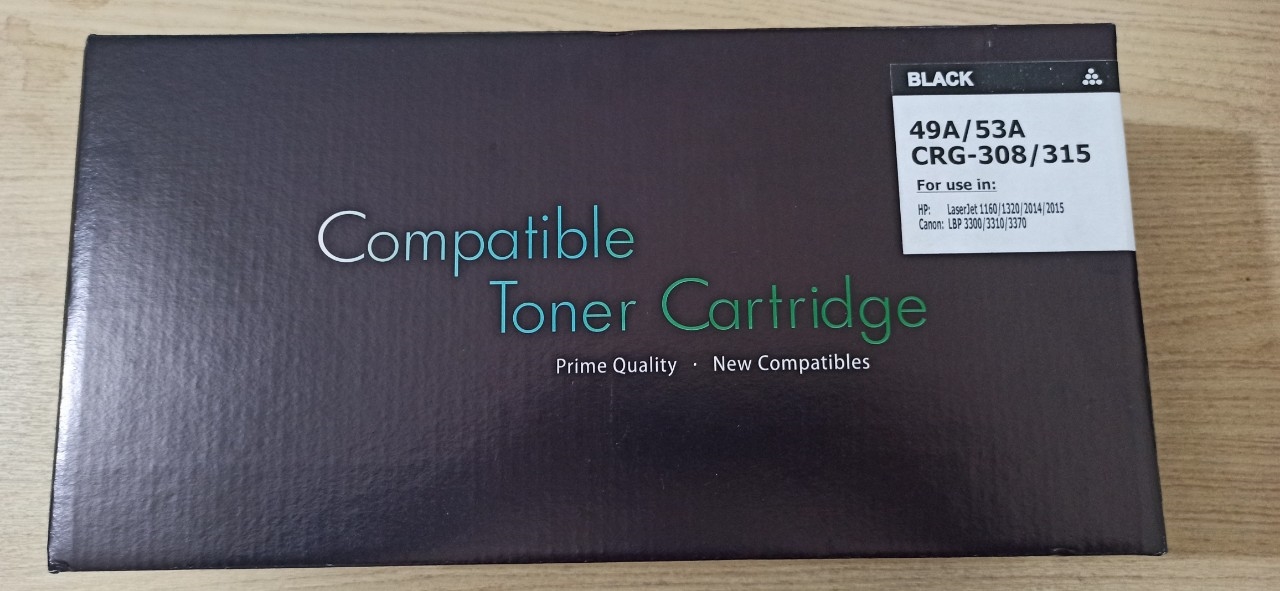 BLACK
49A/53A
CRG-308/315
For use in:
HP: LaserJet 1160/1320/2014/2015
Canon: LBP 3300/3310/3370
Compatible
Toner Cartridge
Prime Quality · New Compatibles